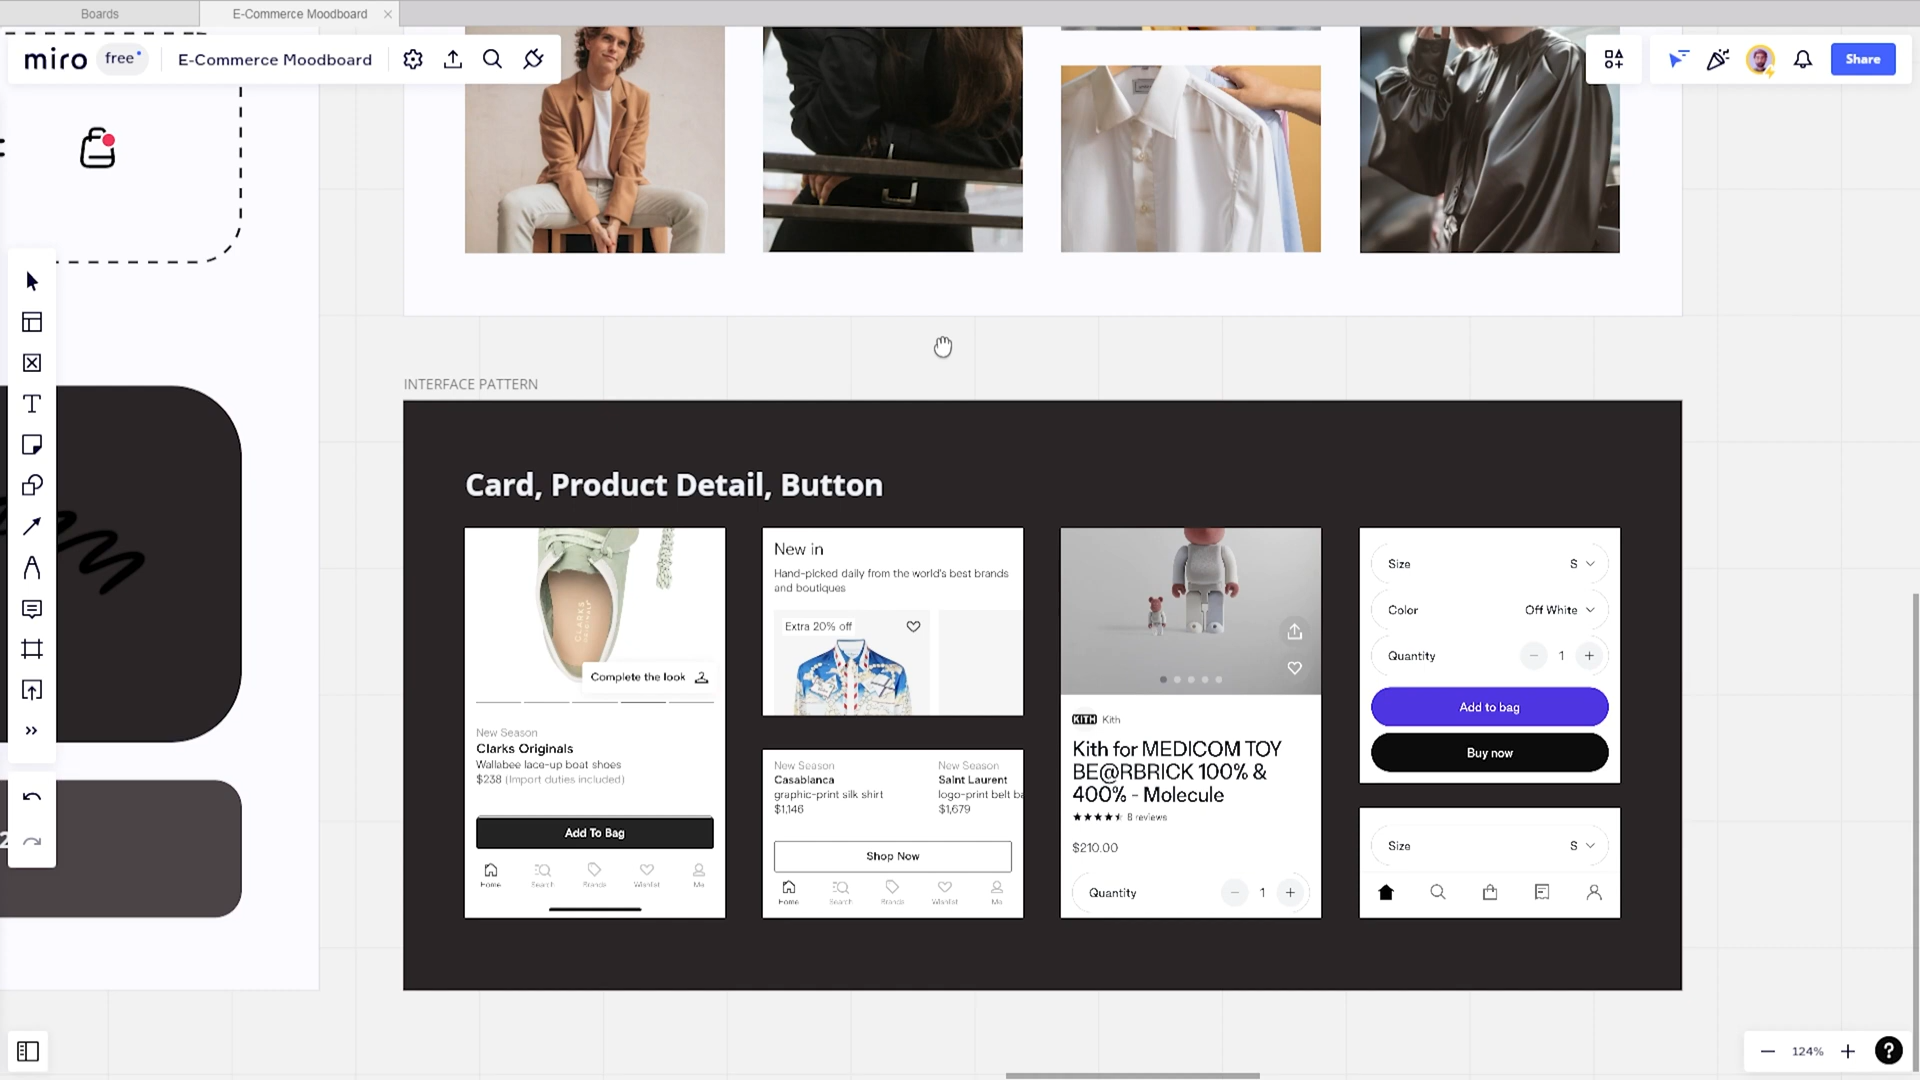 Boards
E-Commerce Moodboard
miro
free
E-Commerce Moodboard
Share
INTERFACE PATTERN
Card, Product Detail, Button
CLARKS
Complete the look
New Season
Clarks Originals
Wallabee lace-up boat shoes
$238 (Import duties included)
Add To Bag
Home Search Brands Wishlist Me
New in
Hand-picked daily from the world's best brands
and boutiques
Extra 20% off
New Season New Season
Casablanca Saint Laurent
graphic-print silk shirt logo-print belt ba
$1,146 $1,679
Shop Now
Home Search Brands Wishlist Me
KITH Kith
Kith for MEDICOM TOY
BE@RBRICK 100% &
400% - Molecule
8 reviews
$210.00
Quantity 1
Size S
Color Off White
Quantity 1
Add to bag
Buy now
Size S
2
124%